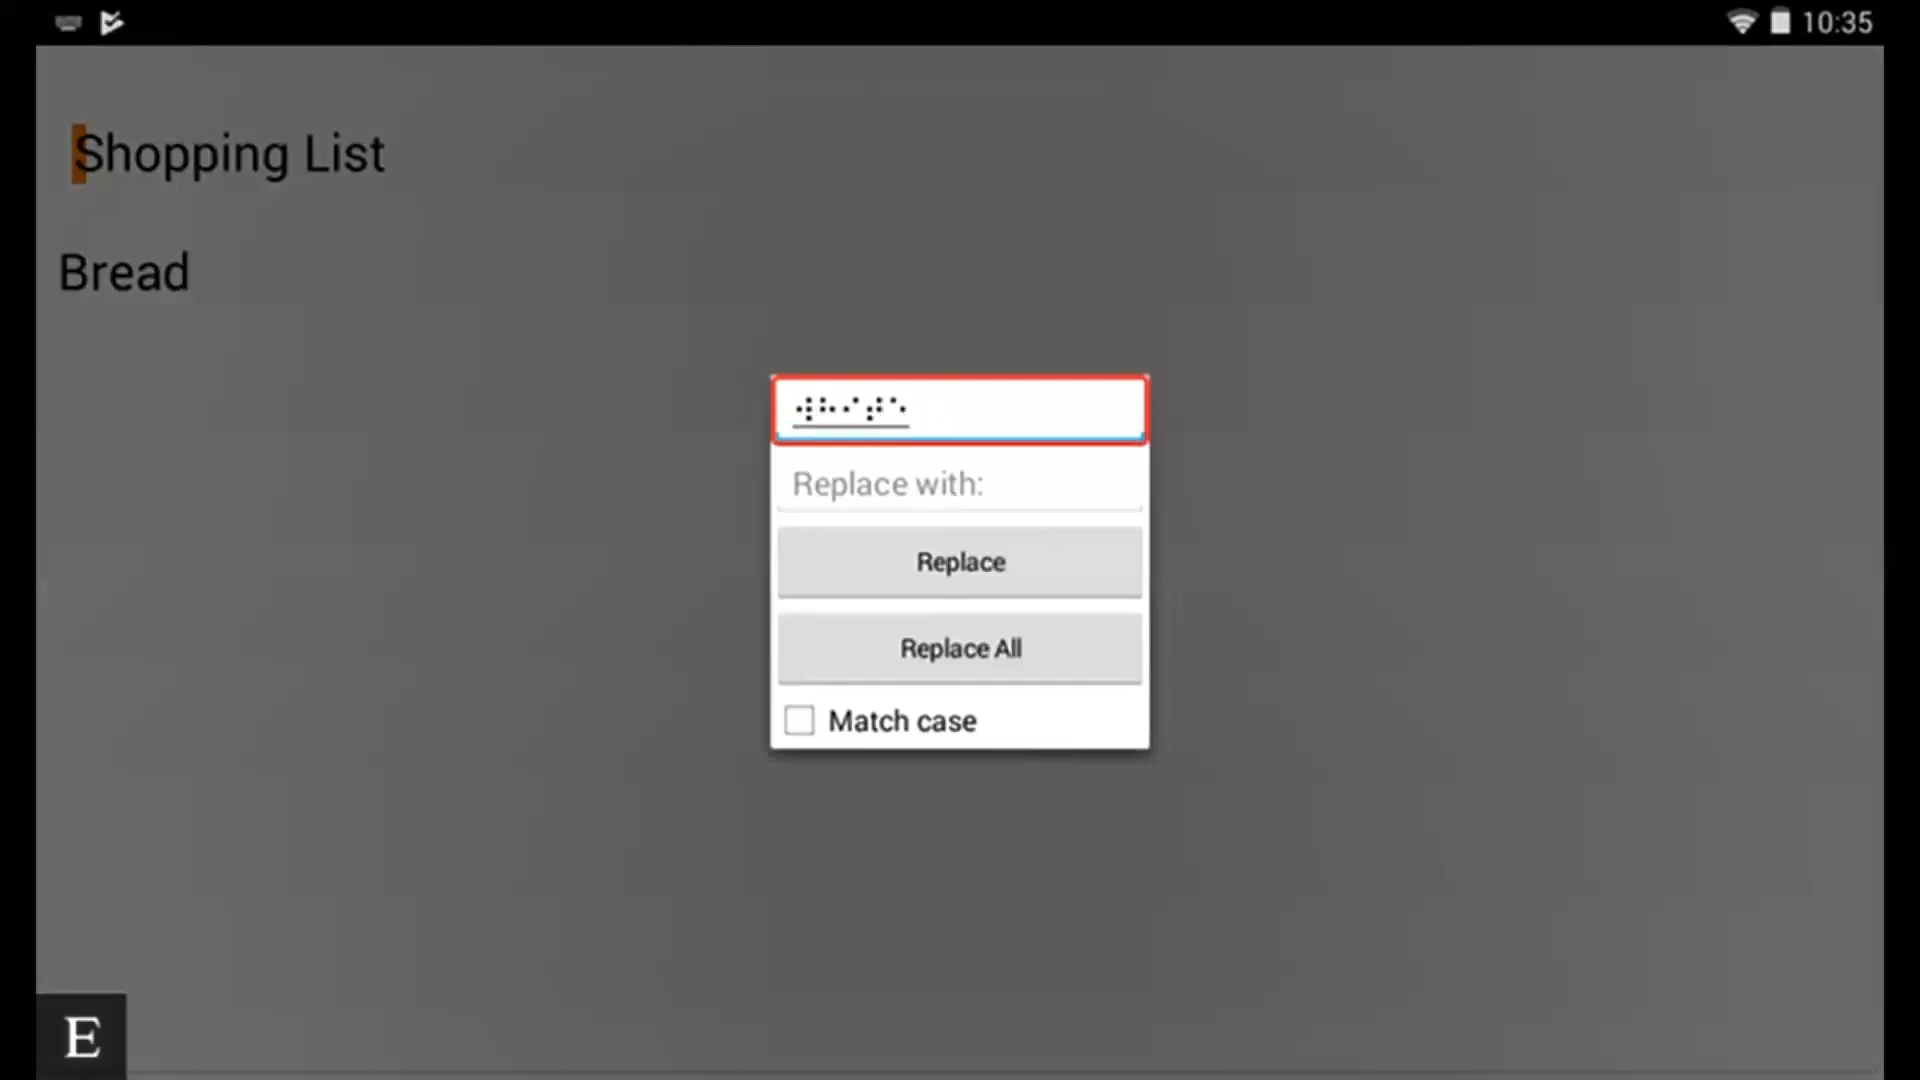 10:35
Shopping List
Bread
⠺⠓⠊⠞⠑
Replace with:
Replace
Replace All
Match case
E